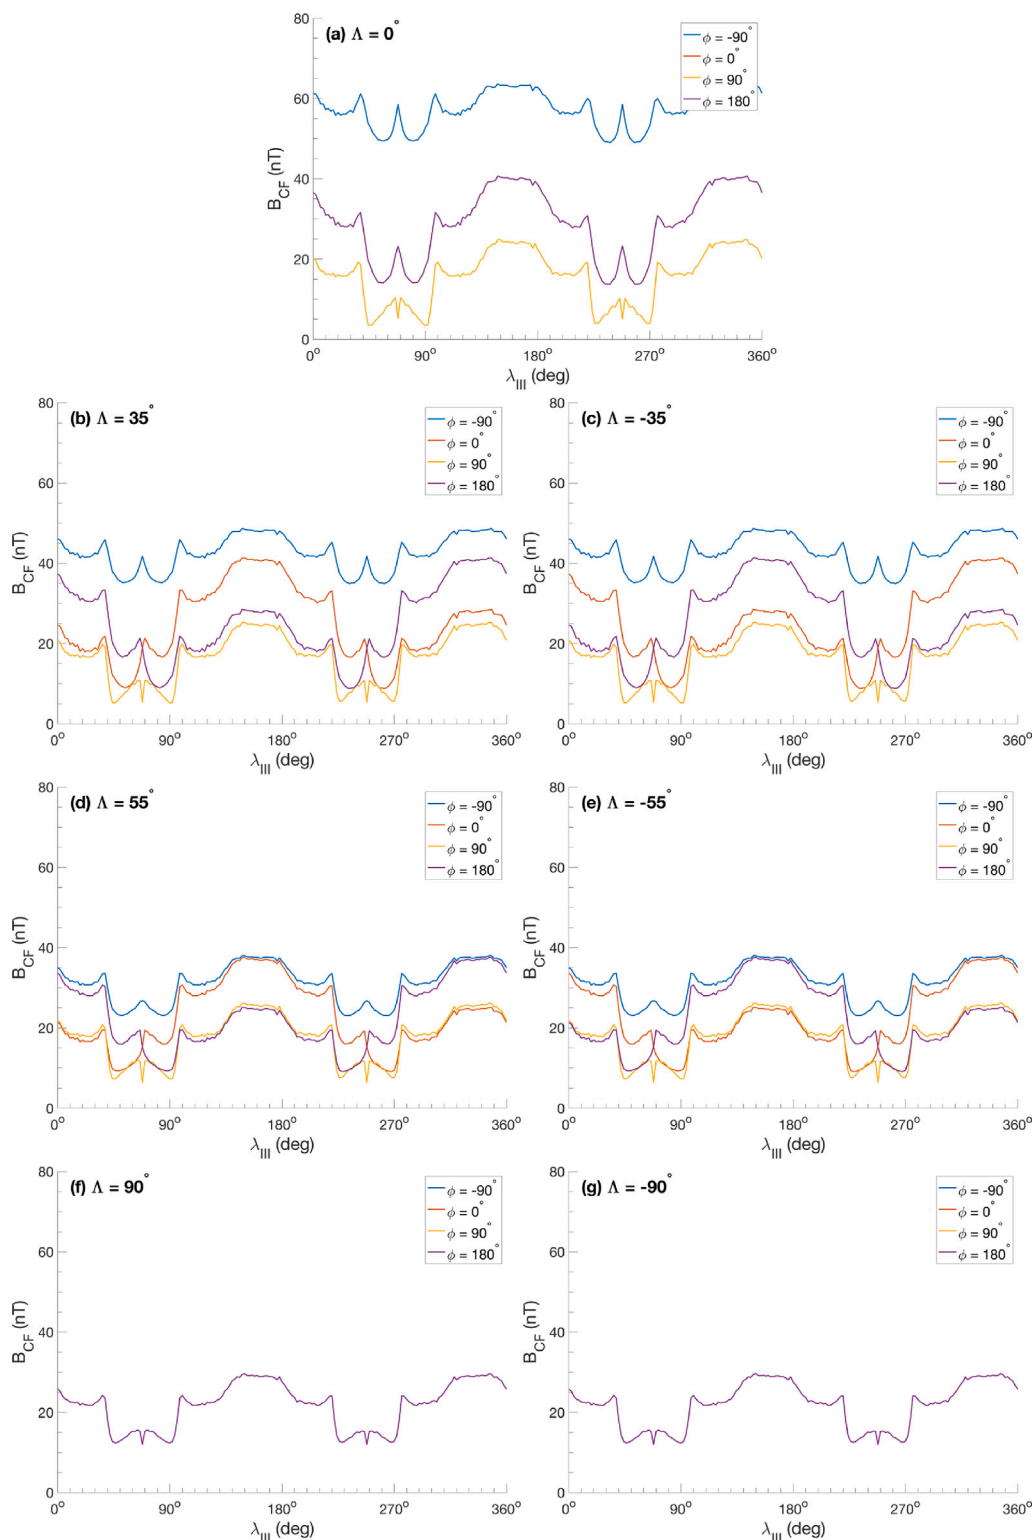 (a) Λ = 0°
80
60
40
20
0
B_CF (nT)
0° 90° 180° 270° 360°
λ_III (deg)
ϕ = -90°
ϕ = 0°
ϕ = 90°
ϕ = 180°
(b) Λ = 35°
80
60
40
20
0
B_CF (nT)
0° 90° 180° 270° 360°
λ_III (deg)
ϕ = -90°
ϕ = 0°
ϕ = 90°
ϕ = 180°
(c) Λ = -35°
80
60
40
20
0
B_CF (nT)
0° 90° 180° 270° 360°
λ_III (deg)
ϕ = -90°
ϕ = 0°
ϕ = 90°
ϕ = 180°
(d) Λ = 55°
80
60
40
20
0
B_CF (nT)
0° 90° 180° 270° 360°
λ_III (deg)
ϕ = -90°
ϕ = 0°
ϕ = 90°
ϕ = 180°
(e) Λ = -55°
80
60
40
20
0
B_CF (nT)
0° 90° 180° 270° 360°
λ_III (deg)
ϕ = -90°
ϕ = 0°
ϕ = 90°
ϕ = 180°
(f) Λ = 90°
80
60
40
20
0
B_CF (nT)
0° 90° 180° 270° 360°
λ_III (deg)
ϕ = -90°
ϕ = 0°
ϕ = 90°
ϕ = 180°
(g) Λ = -90°
80
60
40
20
0
B_CF (nT)
0° 90° 180° 270° 360°
λ_III (deg)
ϕ = -90°
ϕ = 0°
ϕ = 90°
ϕ = 180°